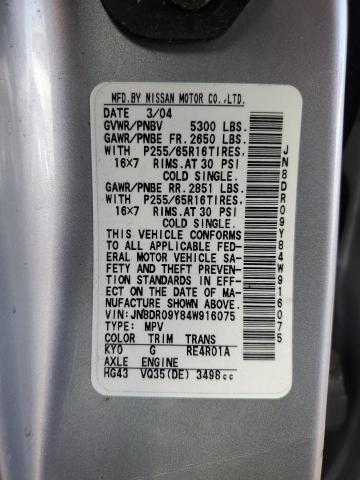 MFD.BY NISSAN MOTOR CO.,LTD.
DATE 3/04
GVWR/PNBV 5300 LBS.
GAWR/PNBE FR. 2650 LBS.
WITH P255/65R16TIRES.
16×7 RIMS.AT 30 PSI
COLD SINGLE.
GAWR/PNBE RR. 2851 LBS.
WITH P255/65R16TIRES.
16×7 RIMS.AT 30 PSI
COLD SINGLE.
THIS VEHICLE CONFORMS
TO ALL APPLICABLE FED-
ERAL MOTOR VEHICLE SA-
FETY AND THEFT PREVEN-
TION STANDARDS IN EFF-
ECT ON THE DATE OF MA-
NUFACTURE SHOWN ABOVE.
VIN:JN8DR09Y84W916075
TYPE: MPV
COLOR TRIM TRANS
KY0 G RE4R01A
AXLE ENGINE
HG43 VQ35(DE) 3498cc
JN8DR09Y84W916075